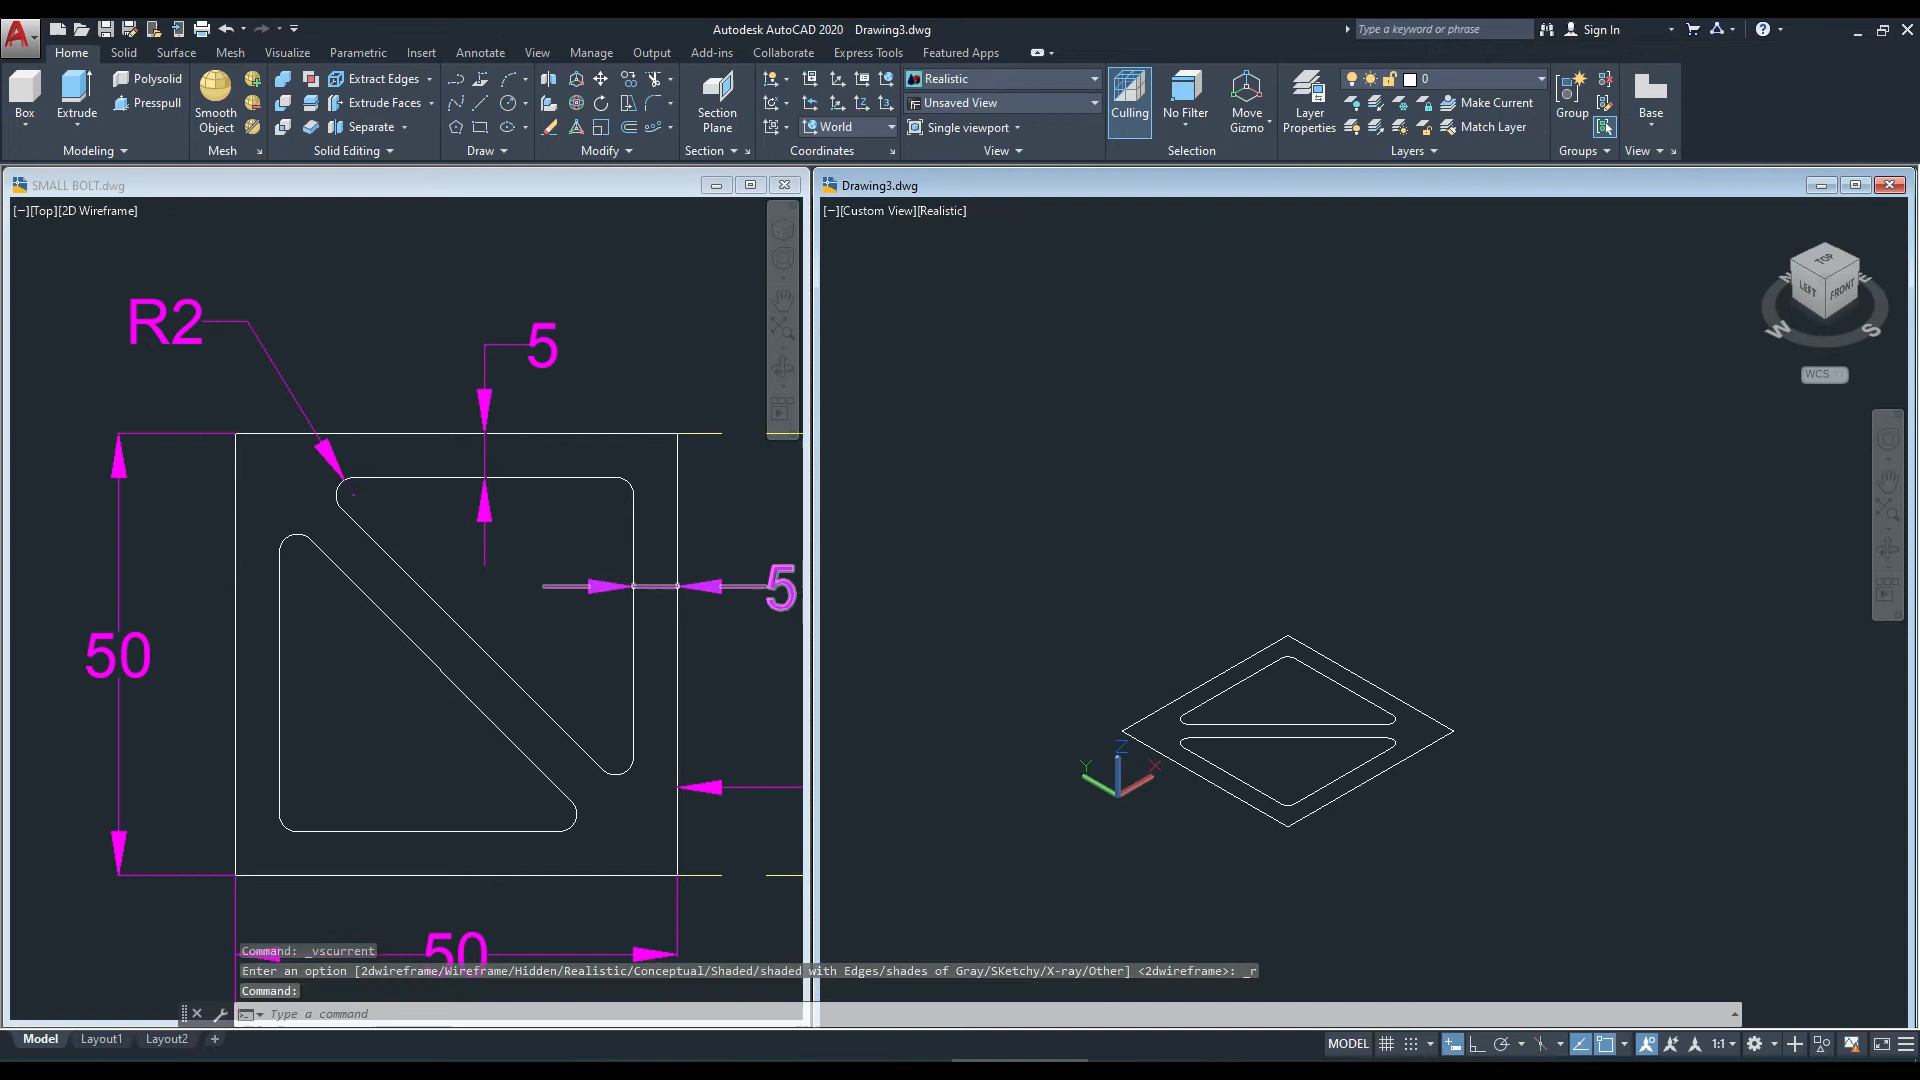 Autodesk AutoCAD 2020 Drawing3.dwg
Type a keyword or phrase
Sign In
Home Solid Surface Mesh Visualize Parametric Insert Annotate View Manage Output Add-ins Collaborate Express Tools Featured Apps
Box
Extrude
Polysolid
Presspull
Smooth Object
Extract Edges
Extrude Faces
Separate
Section Plane
World
Realistic
Unsaved View
Single viewport
Culling
No Filter
Move Gizmo
Layer Properties
0
Make Current
Match Layer
Group
Base
Modeling Mesh Solid Editing Draw Modify Section Coordinates View Selection Layers Groups View
SMALL BOLT.dwg
Drawing3.dwg
[−][Top][2D Wireframe]
[−][Custom View][Realistic]
TOP
LEFT
FRONT
N
E
W
S
WCS
R2
5
5
50
50
Z
Y
X
Command: _vscurrent
Enter an option [2dwireframe/Wireframe/Hidden/Realistic/Conceptual/Shaded/shaded with Edges/shades of Gray/SKetchy/X-ray/Other] <2dwireframe>: _r
Command:
Type a command
Model Layout1 Layout2 +
MODEL
1:1